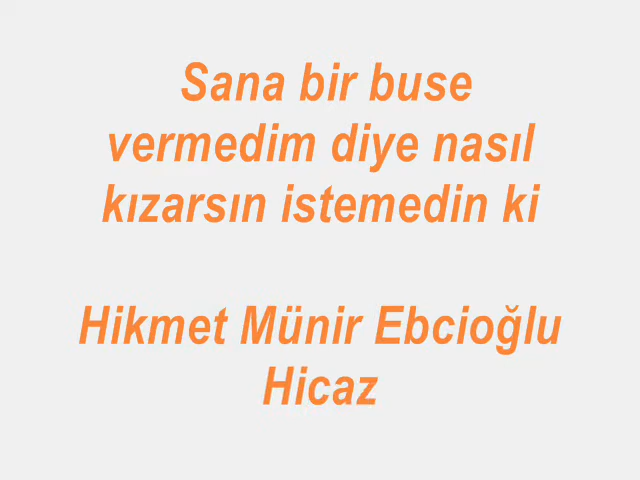 Sana bir buse
vermedim diye nasıl
kızarsın istemedin ki
Hikmet Münir Ebcioğlu
Hicaz